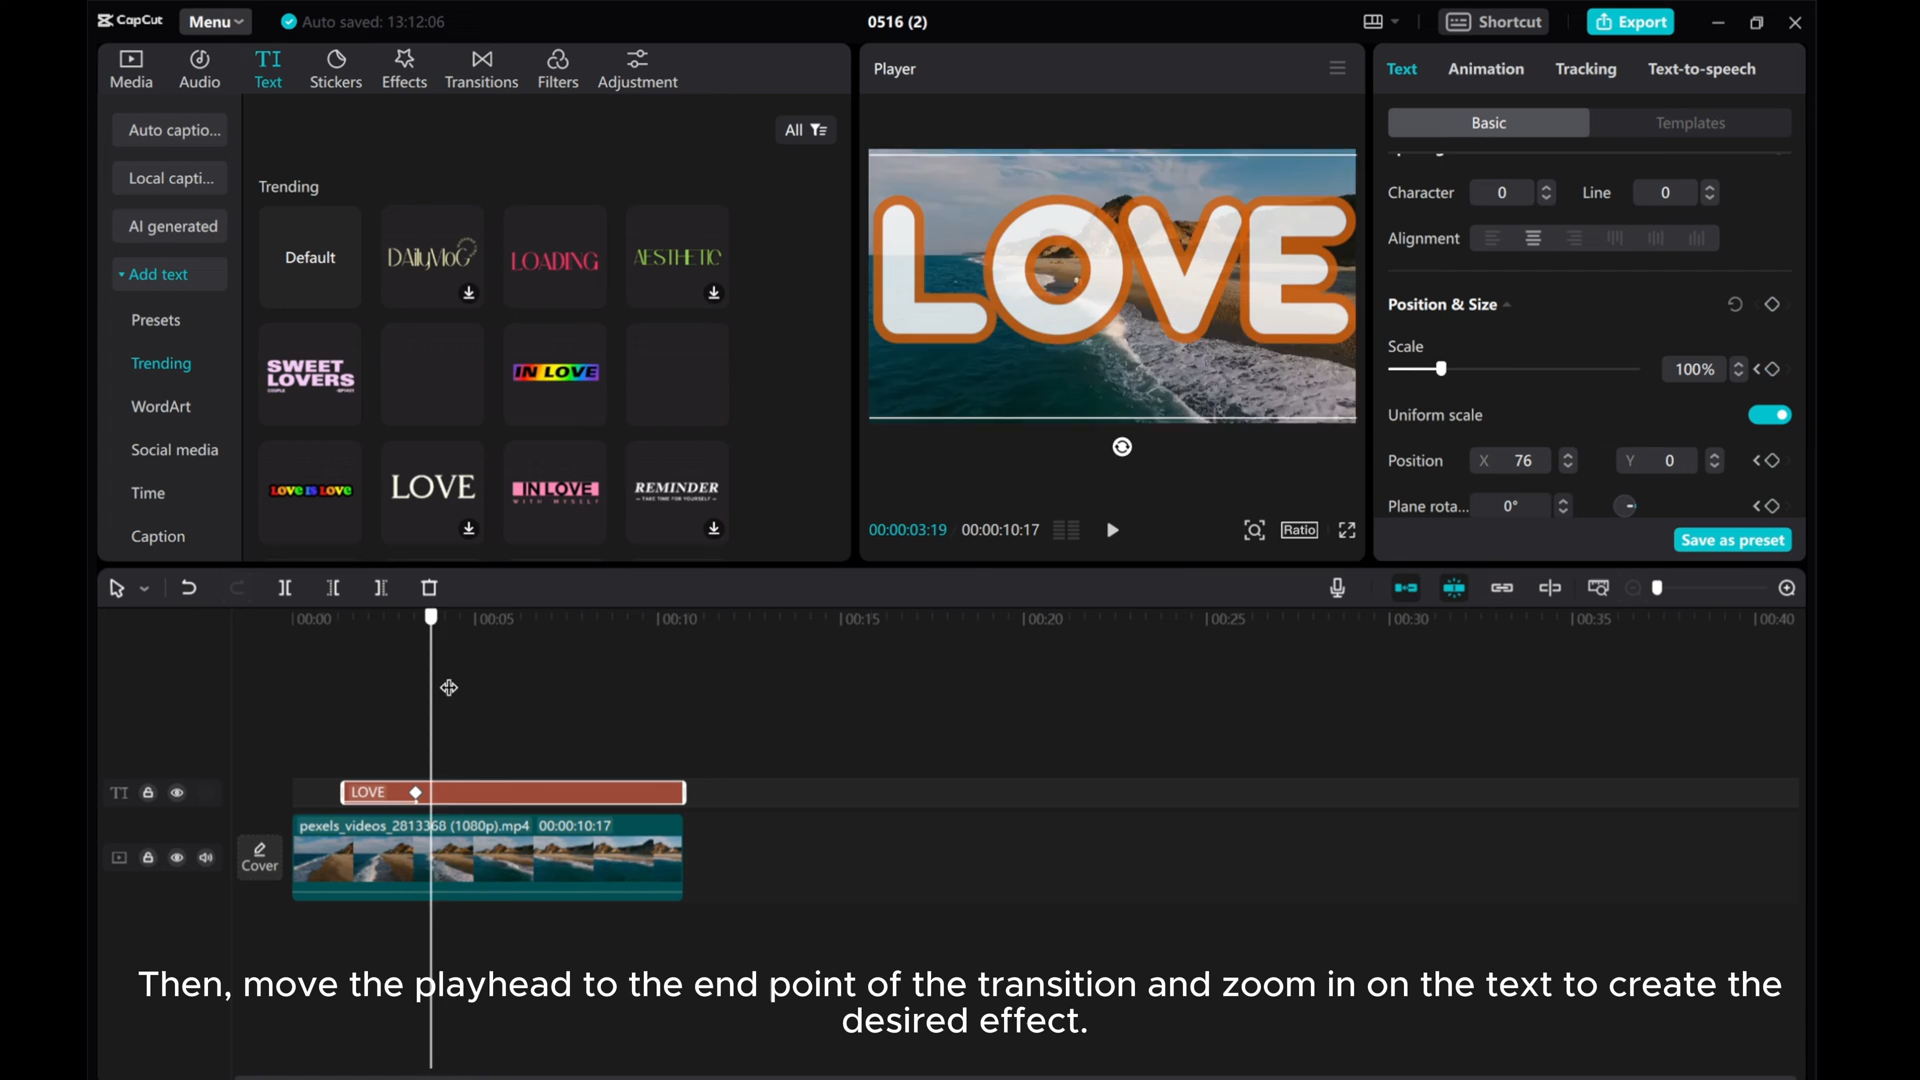 CapCut
Menu
Auto saved: 13:12:06
0516 (2)
Shortcut
Export
Media
Audio
TI
Text
Stickers
Effects
Transitions
Filters
Adjustment
Auto captio...
Local capti...
AI generated
Add text
Presets
Trending
WordArt
Social media
Time
Caption
All
Trending
Default
DAilyMoG
LOADING
AESTHETIC
SWEET
LOVERS
IN LOVE
LOVE IS LOVE
LOVE
IN LOVE
WITH MYSELF
REMINDER
TAKE TIME FOR YOURSELF
Player
LOVE
00:00:03:19
00:00:10:17
Ratio
Text
Animation
Tracking
Text-to-speech
Basic
Templates
Character 0 Line 0
Alignment
Position & Size
Scale
100%
Uniform scale
Position X 76 Y 0
Plane rota... 0°
Save as preset
00:00 00:05 00:10 00:15 00:20 00:25 00:30 00:35 00:40
TI
LOVE
pexels_videos_2813368 (1080p).mp4 00:00:10:17
Cover
Then, move the playhead to the end point of the transition and zoom in on the text to create the
desired effect.